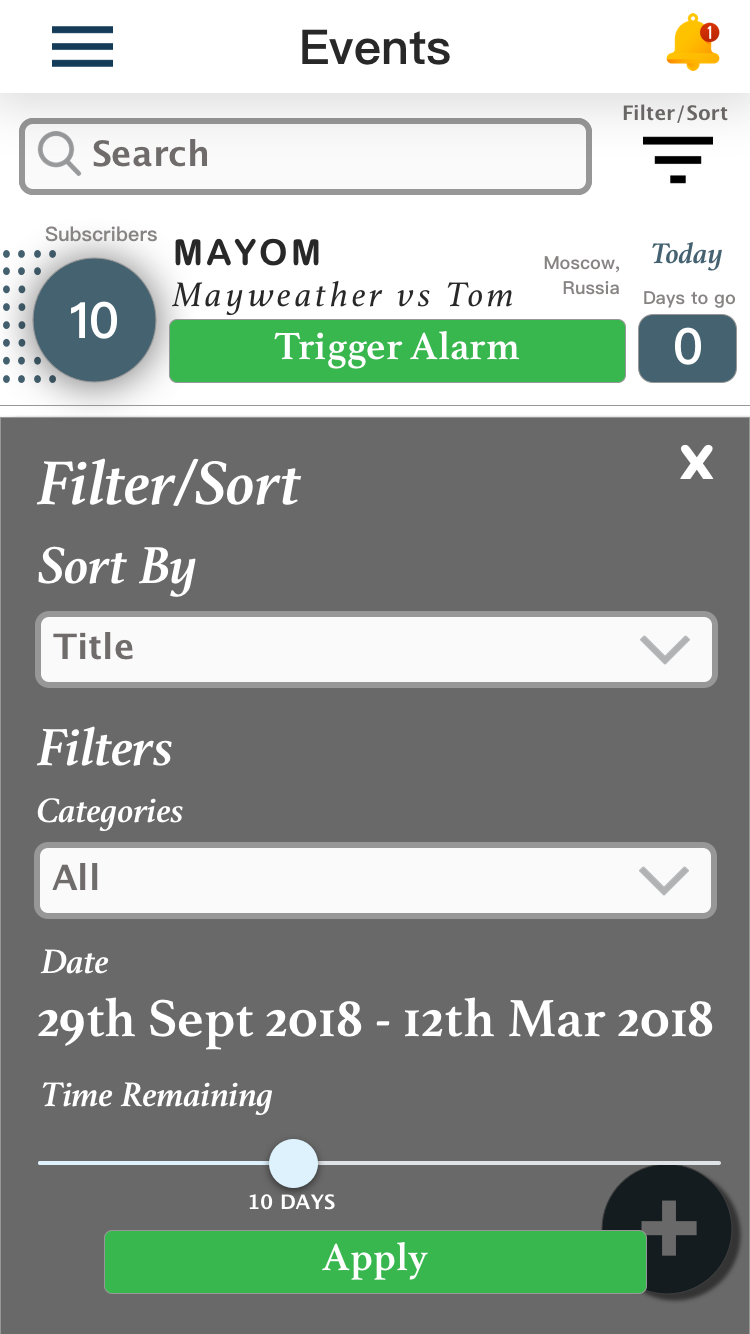 Events
1
Filter/Sort
Search
Subscribers
10
MAYOM
Mayweather vs Tom
Trigger Alarm
Moscow,
Russia
Today
Days to go
0
Filter/Sort
X
Sort By
Title
Filters
Categories
All
Date
29th Sept 2018 - 12th Mar 2018
Time Remaining
10 DAYS
Apply